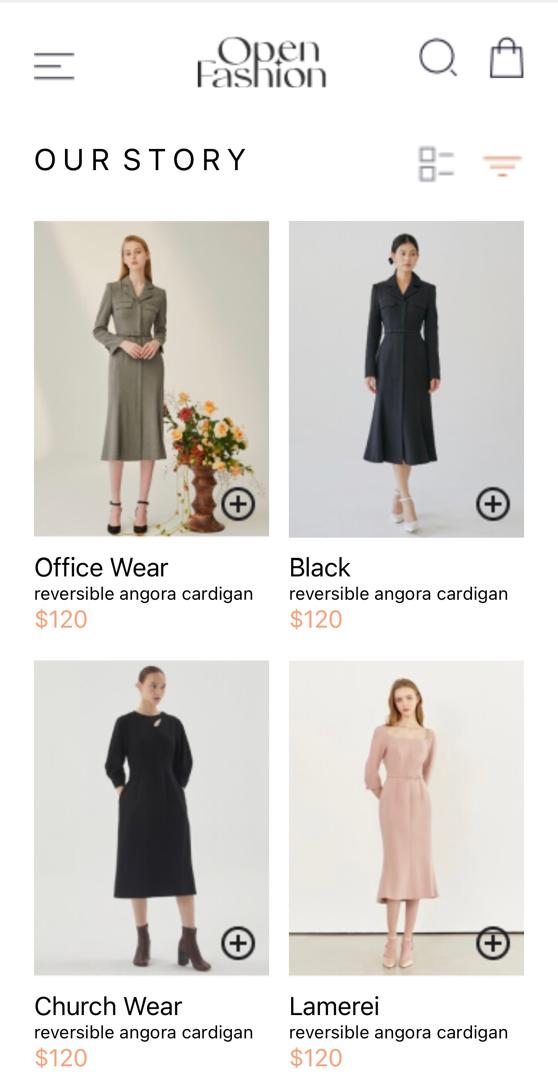 Open
Fashion
OUR STORY
Office Wear
reversible angora cardigan
$120
Black
reversible angora cardigan
$120
Church Wear
reversible angora cardigan
$120
Lamerei
reversible angora cardigan
$120